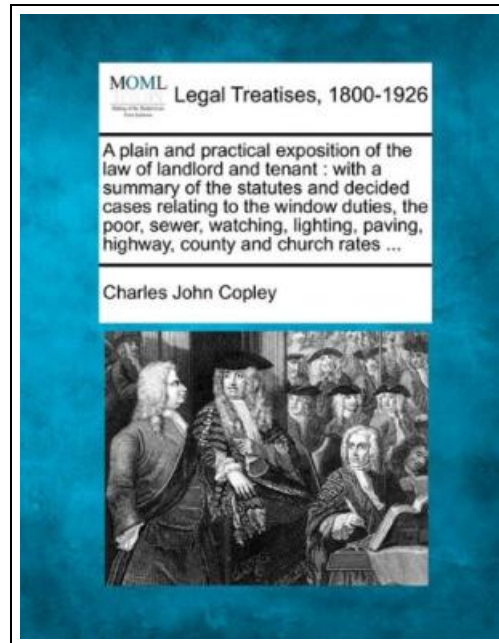 MOML
Legal Treatises, 1800-1926
A plain and practical exposition of the
law of landlord and tenant : with a
summary of the statutes and decided
cases relating to the window duties, the
poor, sewer, watching, lighting, paving,
highway, county and church rates ...
Charles John Copley